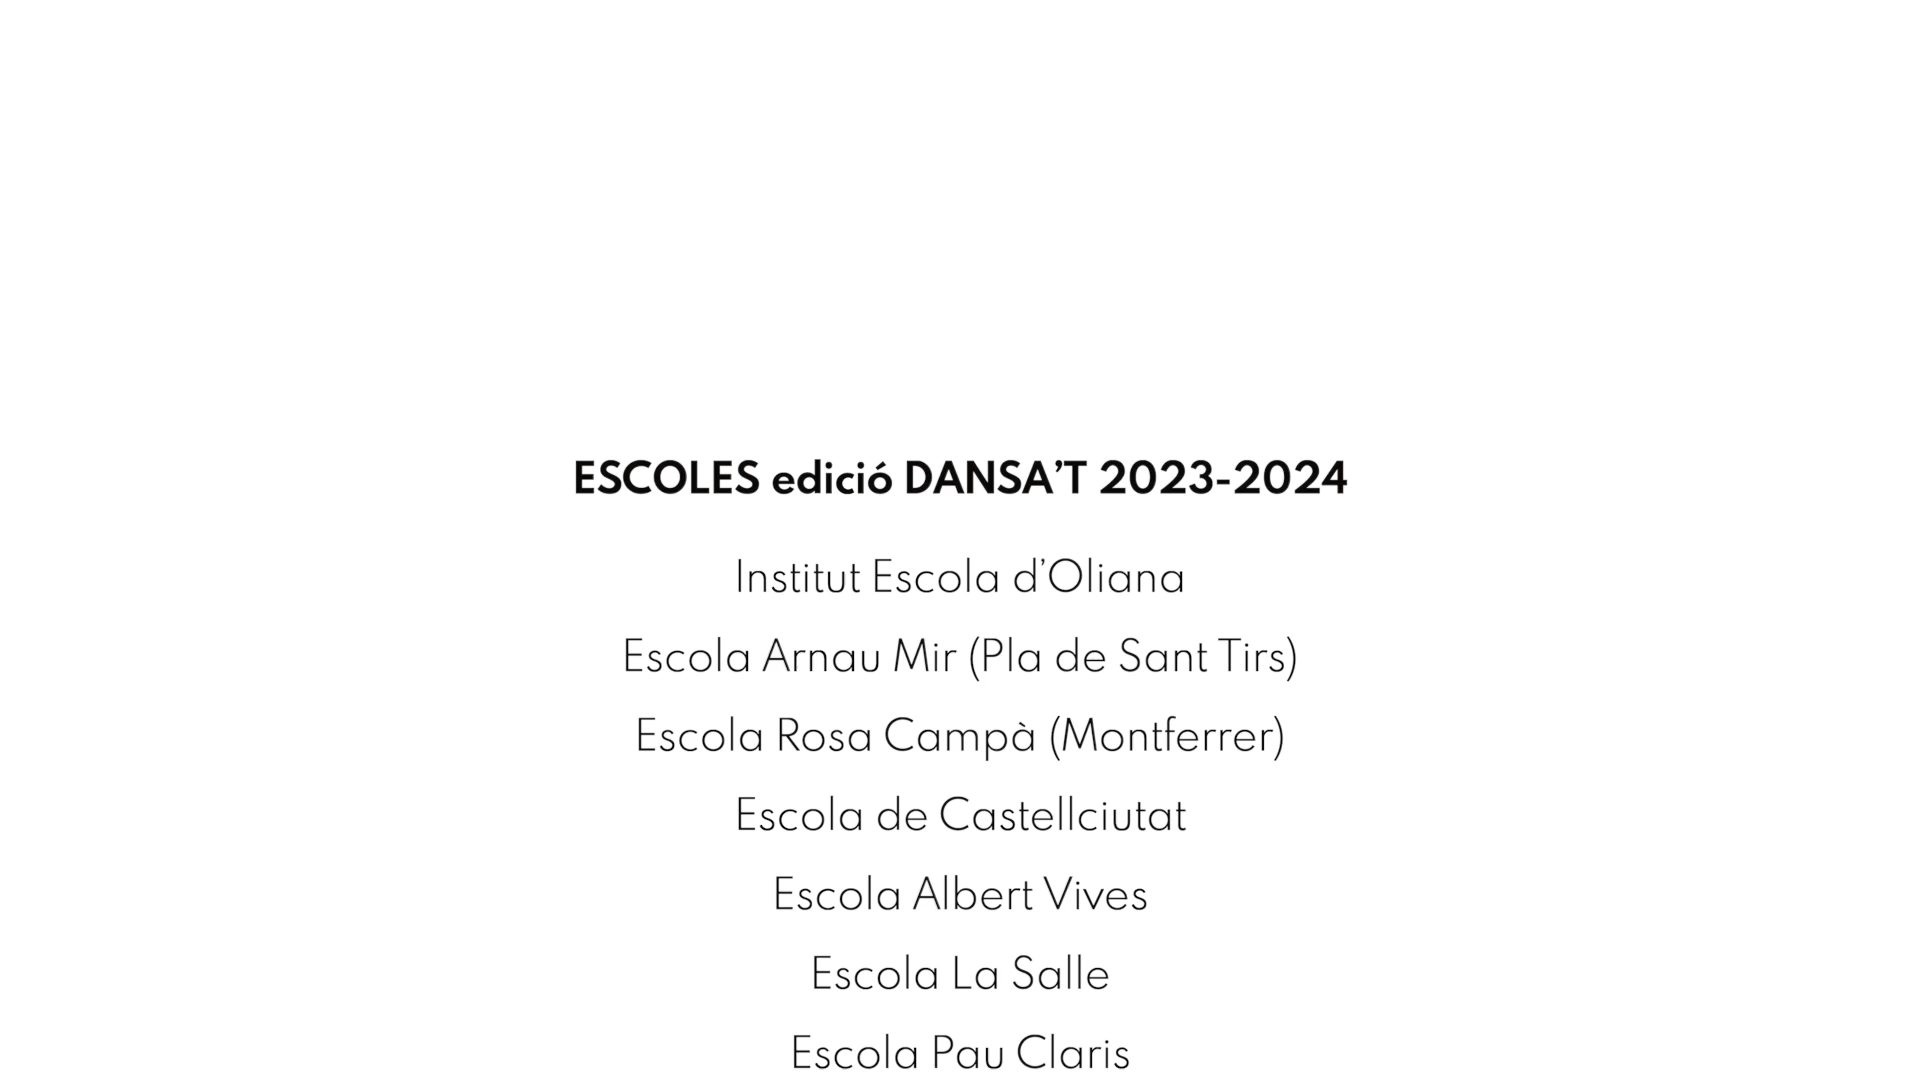 ESCOLES edició DANSA’T 2023-2024
Institut Escola d’Oliana
Escola Arnau Mir (Pla de Sant Tirs)
Escola Rosa Campà (Montferrer)
Escola de Castellciutat
Escola Albert Vives
Escola La Salle
Escola Pau Claris